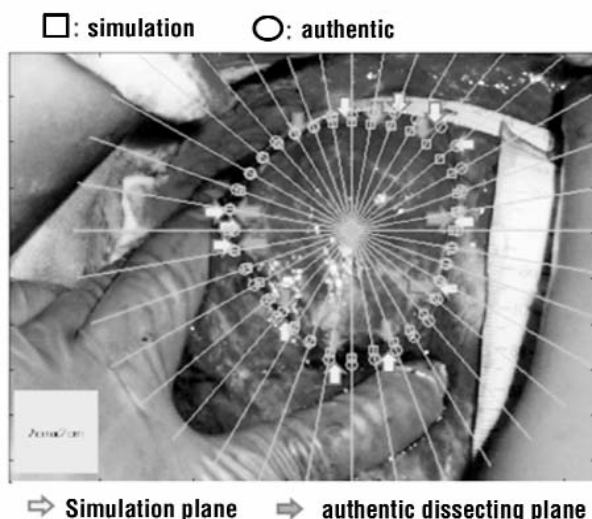 : simulation
: authentic
Simulation plane
authentic dissecting plane